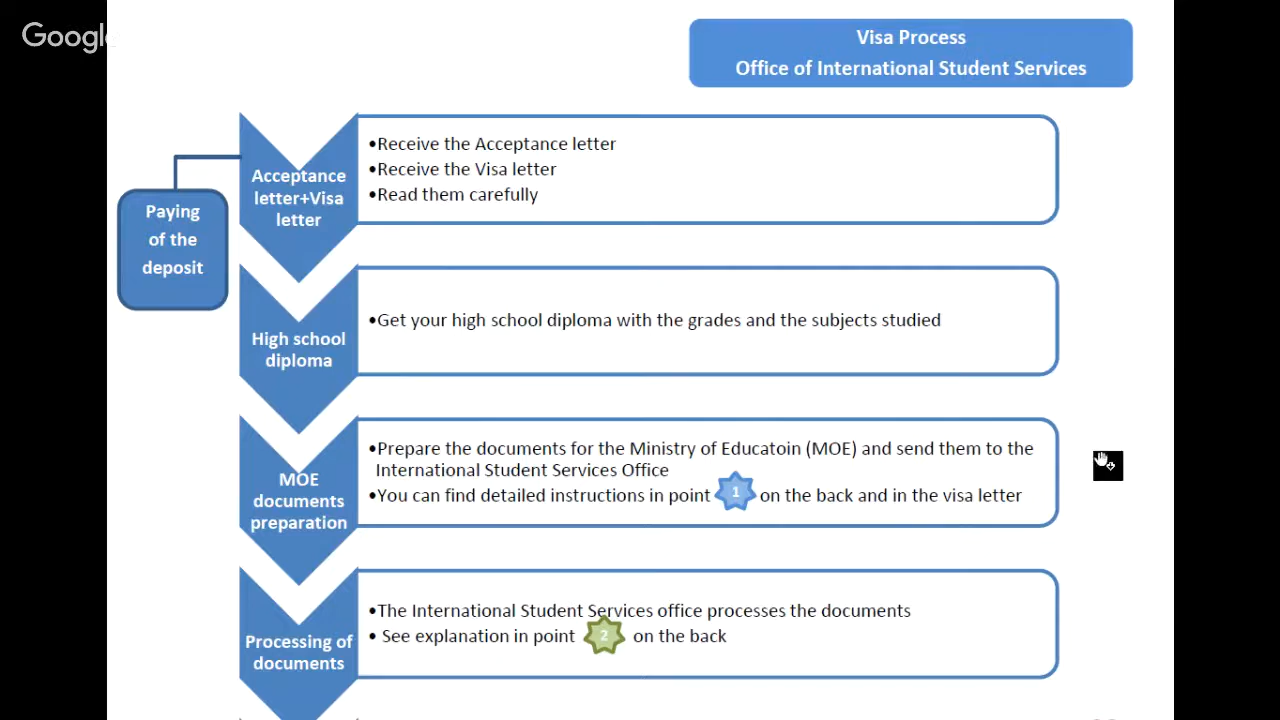 Google
Visa Process
Office of International Student Services
Paying
of the
deposit
Acceptance
letter+Visa
letter
•Receive the Acceptance letter
•Receive the Visa letter
•Read them carefully
High school
diploma
•Get your high school diploma with the grades and the subjects studied
MOE
documents
preparation
•Prepare the documents for the Ministry of Educatoin (MOE) and send them to the
International Student Services Office
•You can find detailed instructions in point 1 on the back and in the visa letter
Processing of
documents
•The International Student Services office processes the documents
• See explanation in point 2 on the back